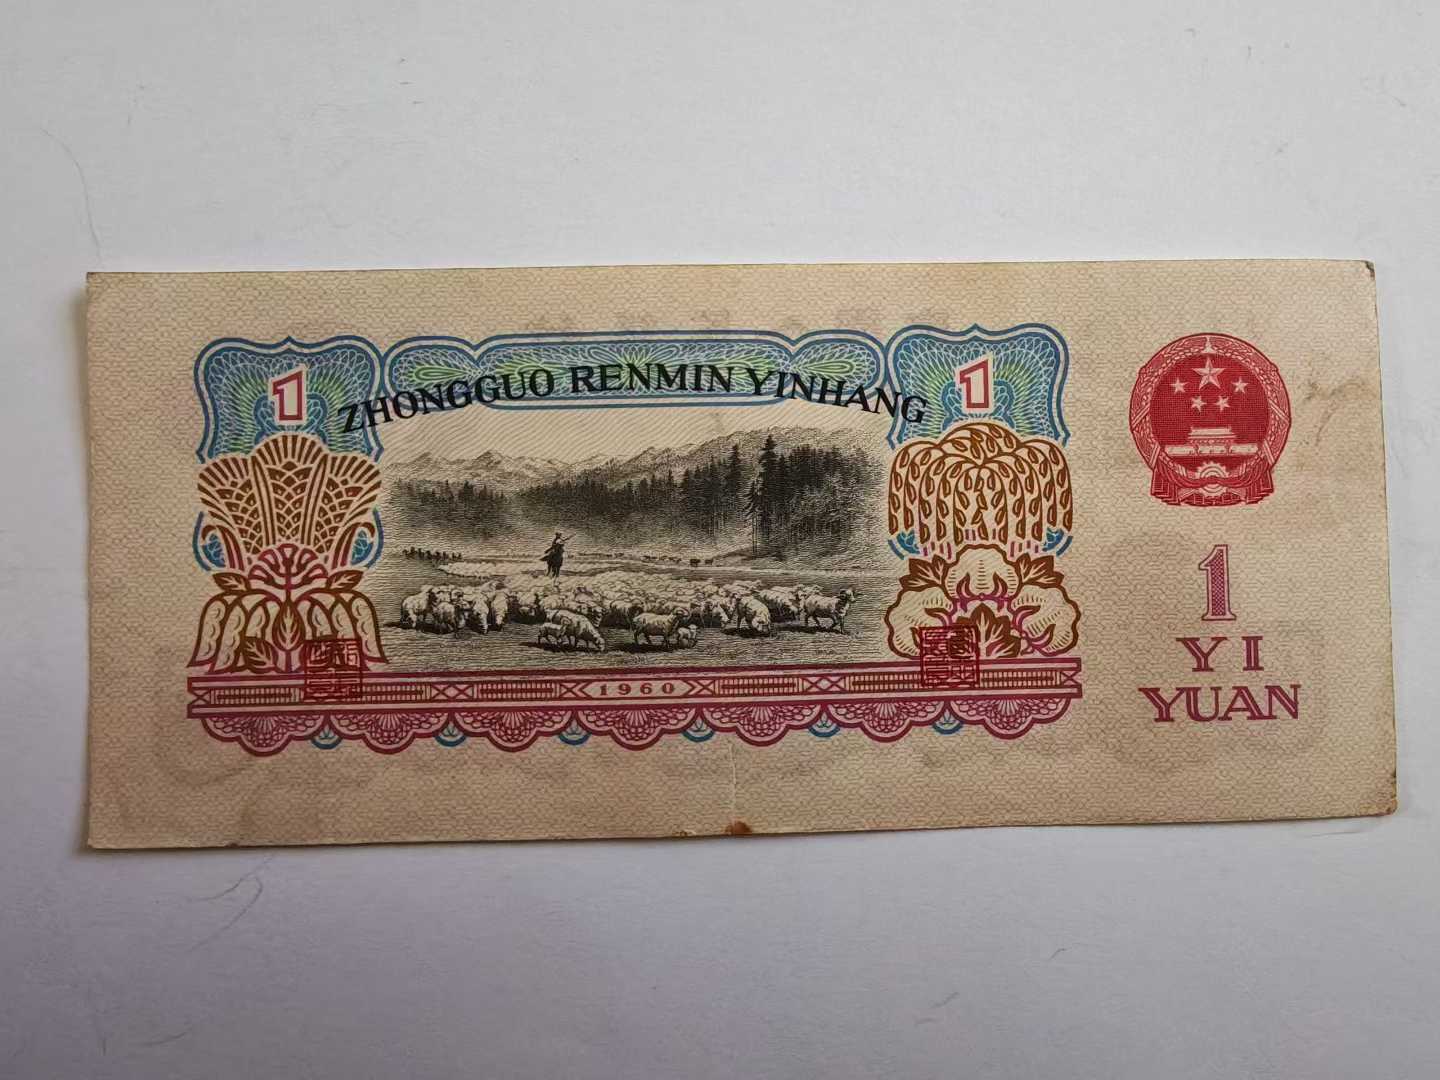 ZHONGGUO RENMIN YINHANG
1
1
1960
1
YI
YUAN